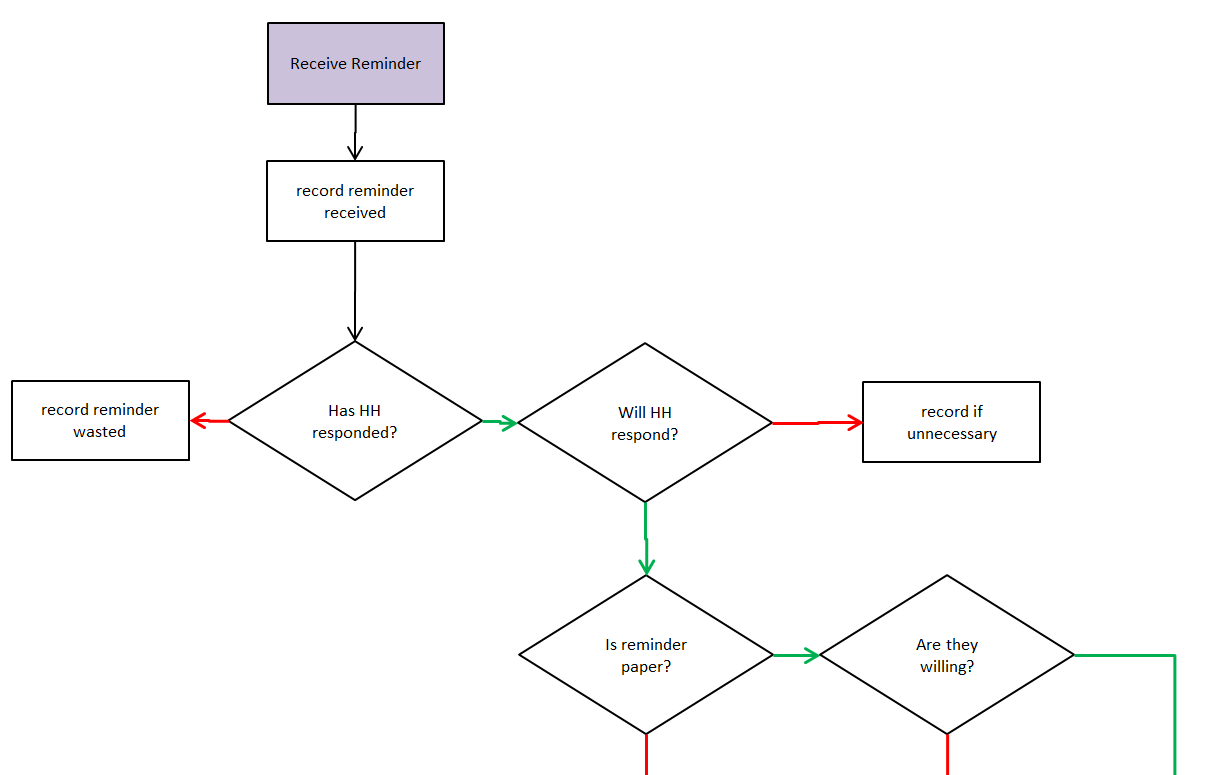 Receive Reminder
record reminder
received
record reminder
wasted
Has HH
responded?
Will HH
respond?
record if
unnecessary
Is reminder
paper?
Are they
willing?